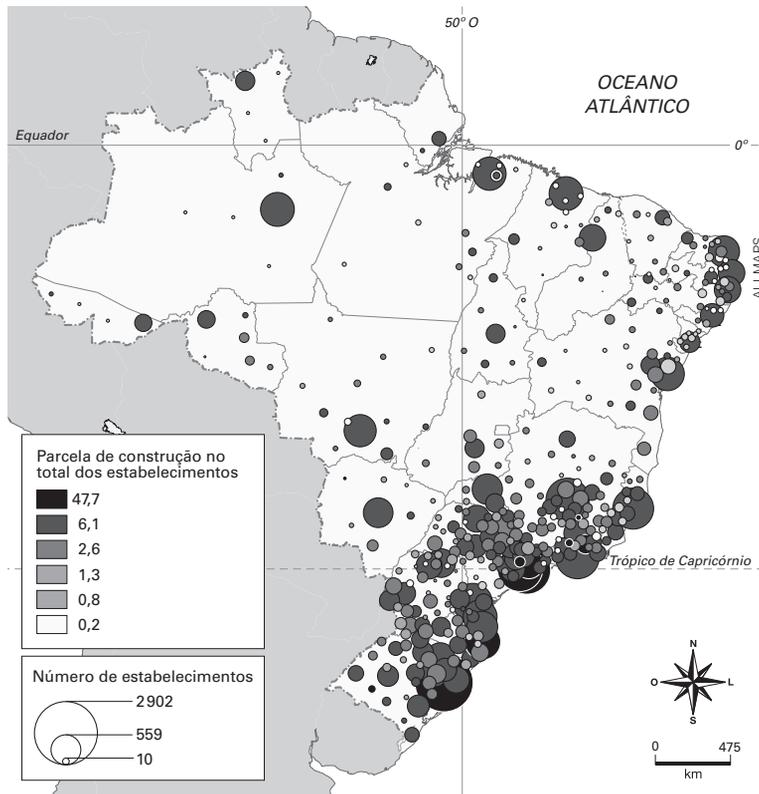 50º O
OCEANO
ATLÂNTICO
Equador
0º
ALLMAPS
Trópico de Capricórnio
Parcela de construção no
total dos estabelecimentos
47,7
6,1
2,6
1,3
0,8
0,2
Número de estabelecimentos
2 902
559
10
N
O
L
S
0
475
km